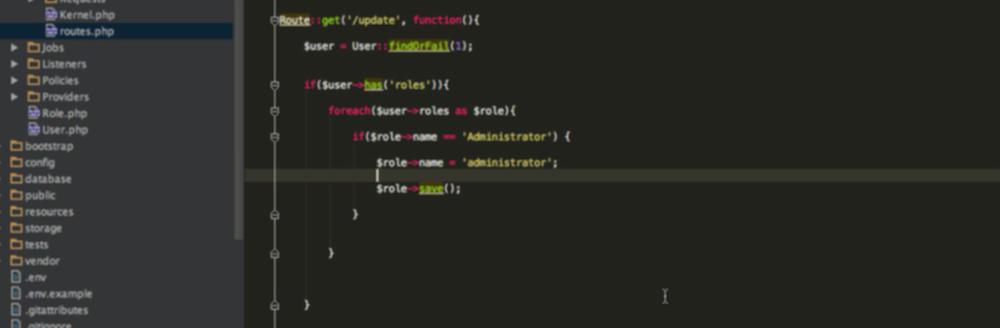 Requests
Kernel.php
routes.php
Jobs
Listeners
Policies
Providers
Role.php
User.php
bootstrap
config
database
public
resources
storage
tests
vendor
.env
.env.example
.gitattributes
.gitignore
Route::get('/update', function(){
$user = User::findOrFail(1);
if($user->has('roles')){
foreach($user->roles as $role){
if($role->name == 'Administrator') {
$role->name = 'administrator';
$role->save();
}
}
}